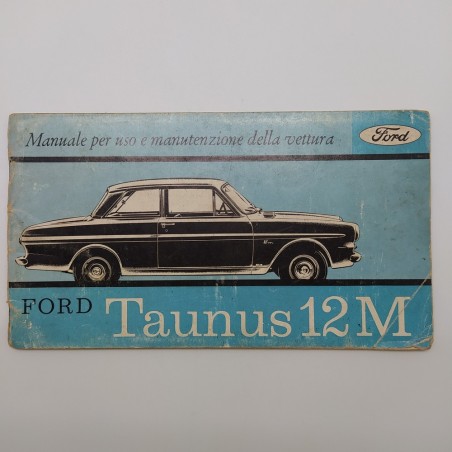 Manuale per uso e manutenzione della vettura
Ford
FORD Taunus 12M